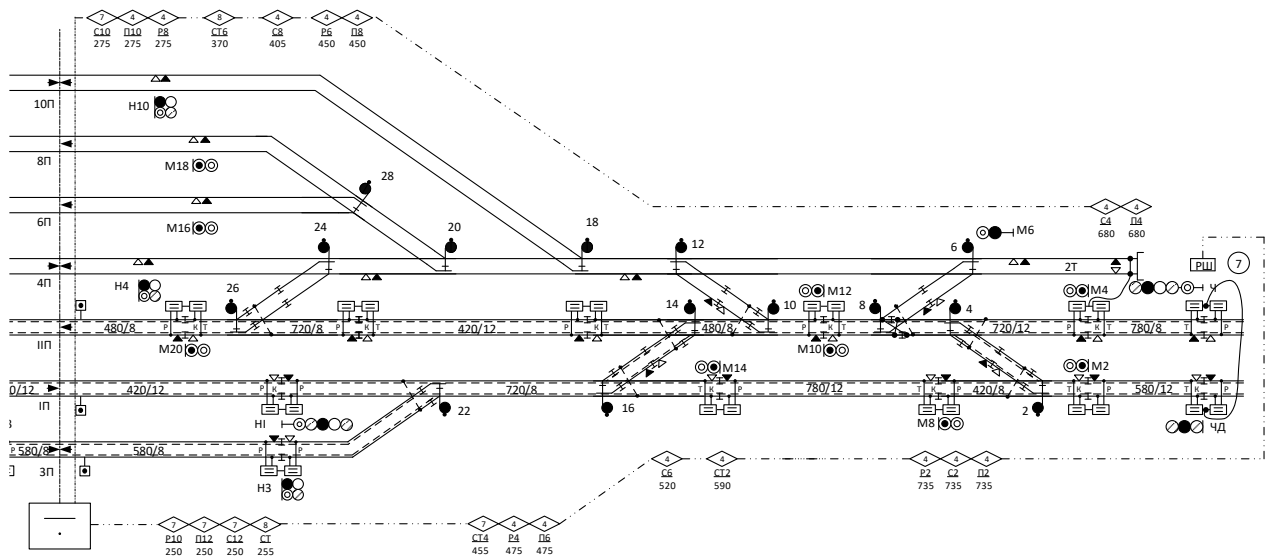 7 4 4 8 4 4 4
С10 П10 Р8 СТ6 С8 Р6 П8
275 275 275 370 405 450 450
10П
Н10
8П
М18
28
6П
М16
24 20 18 12 6 М6
4 4
С4 П4
680 680
4П
Н4
2Т
РШ 7
Ч
26 14 10 М12 8 4 М4
480/8 Р К Т 720/8 Р К Т 420/12 Р К Т 480/8 Р К Т 720/12 Т К Р 780/8 Т К Р
IIП
М20
М10
М14
М2
0/12 420/12 Р К Р 720/8 Т К Р 780/12 Р К Т 420/8 Т К Р 580/12 Т К Р
IП
НI
22
16
М8
2
ЧД
З
Р 580/8 580/8 Р К Р
3П
Н3
4 4 4 4 4
С6 СТ2 Р2 С2 П2
520 590 735 735 735
7 7 7 8 7 4 4
Р10 П12 С12 СТ СТ4 Р4 П6
250 250 250 255 455 475 475